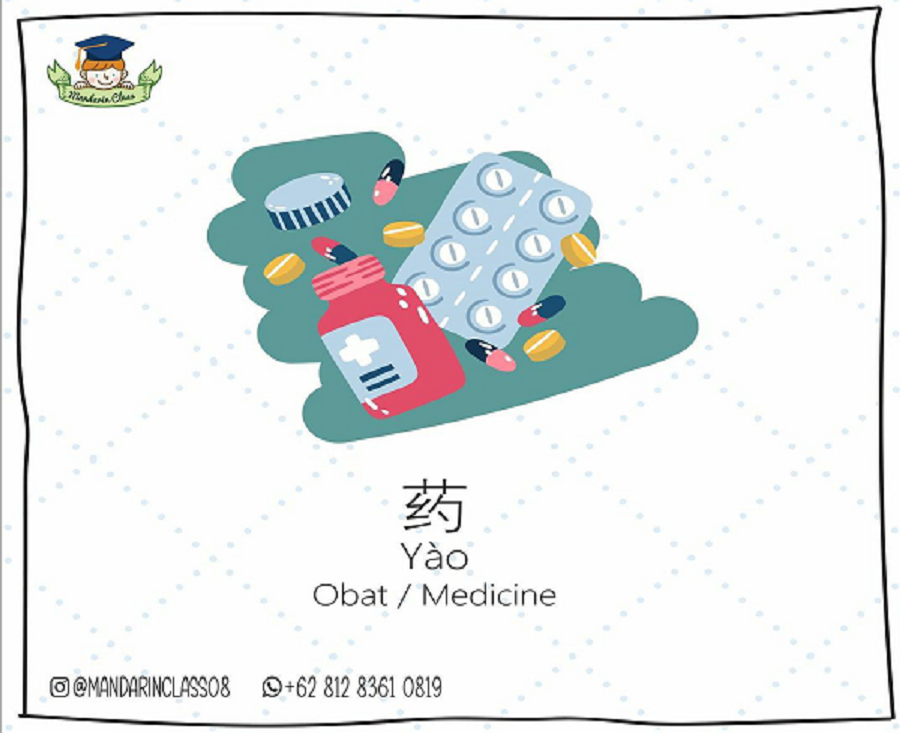 Mandarin Class
药
Yào
Obat / Medicine
@MANDARINCLASS08 +62 812 8361 0819